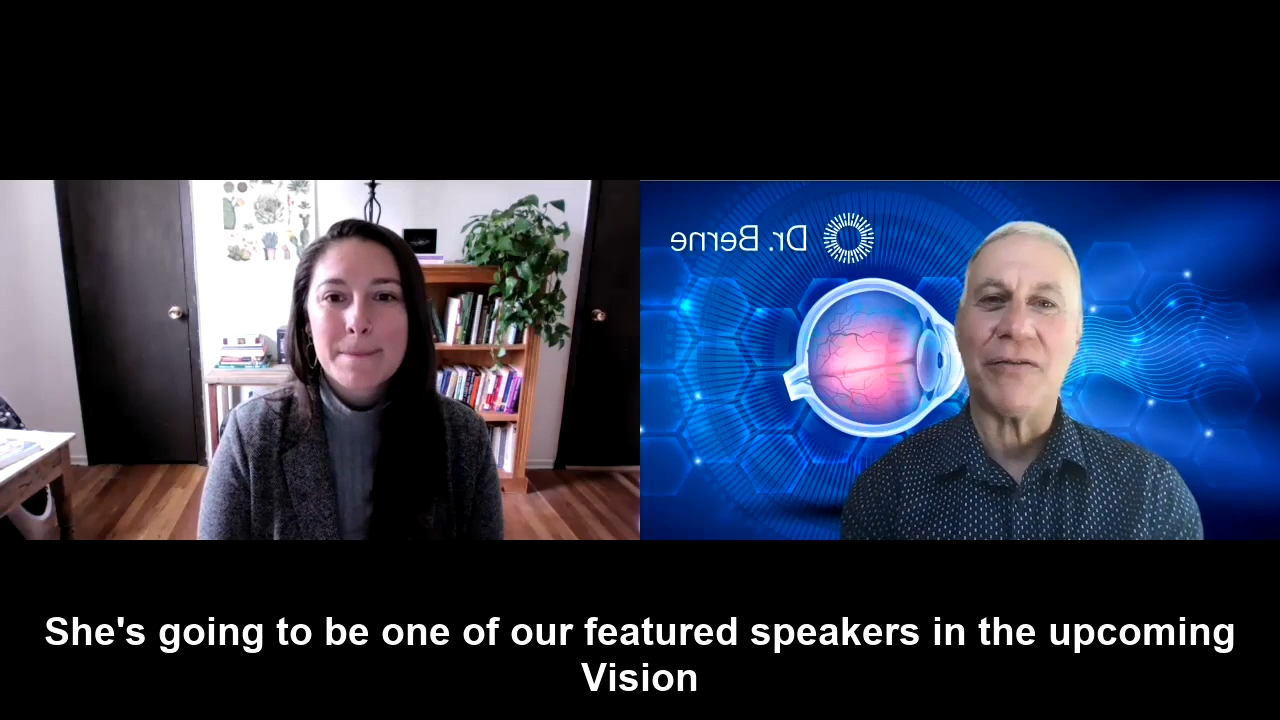 Dr. Berne
She's going to be one of our featured speakers in the upcoming
Vision